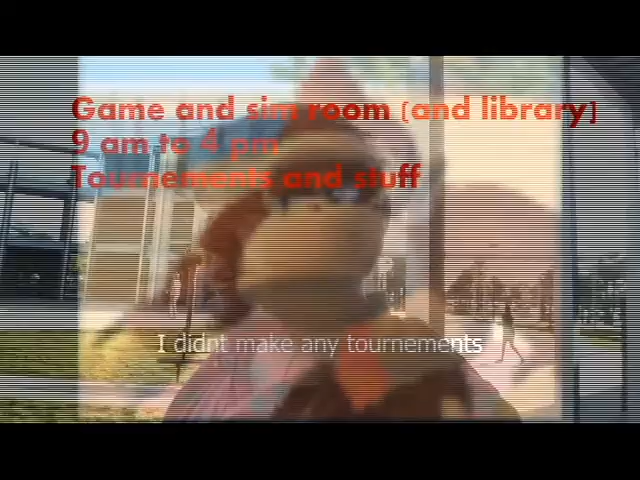 Game and sim room (and library)
9 am to 4 pm
Tournements and stuff
I didnt make any tournements